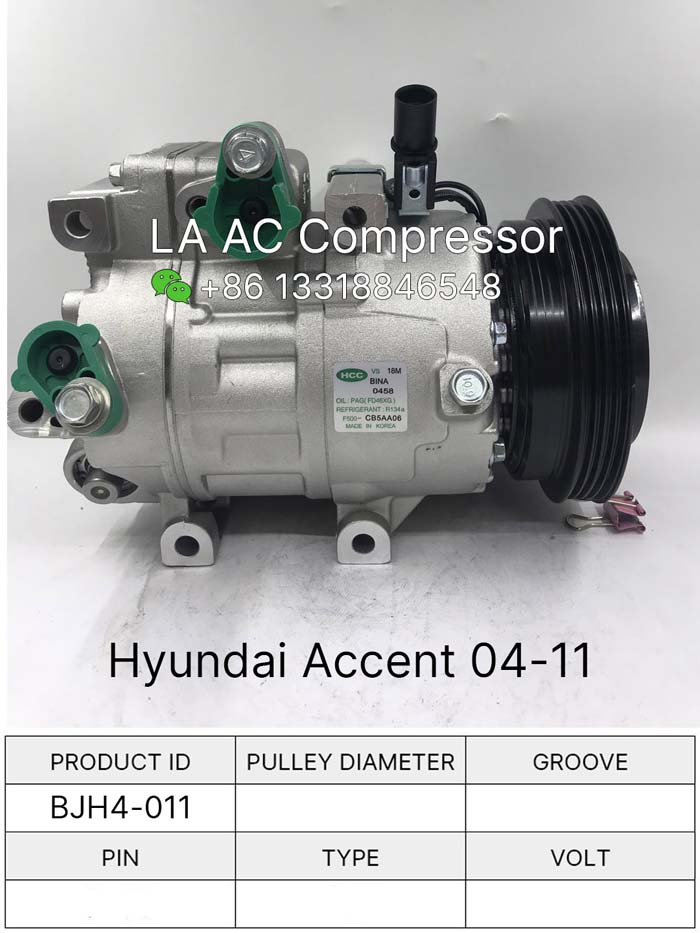 LA AC Compressor
+86 13318846548
HCC VS 18M
BINA
0458
OIL : PAG( FD46XG )
REFRIGERANT : R134a
F500- CB5AA06
MADE IN KOREA
Hyundai Accent 04-11
PRODUCT ID PULLEY DIAMETER GROOVE
BJH4-011
PIN TYPE VOLT